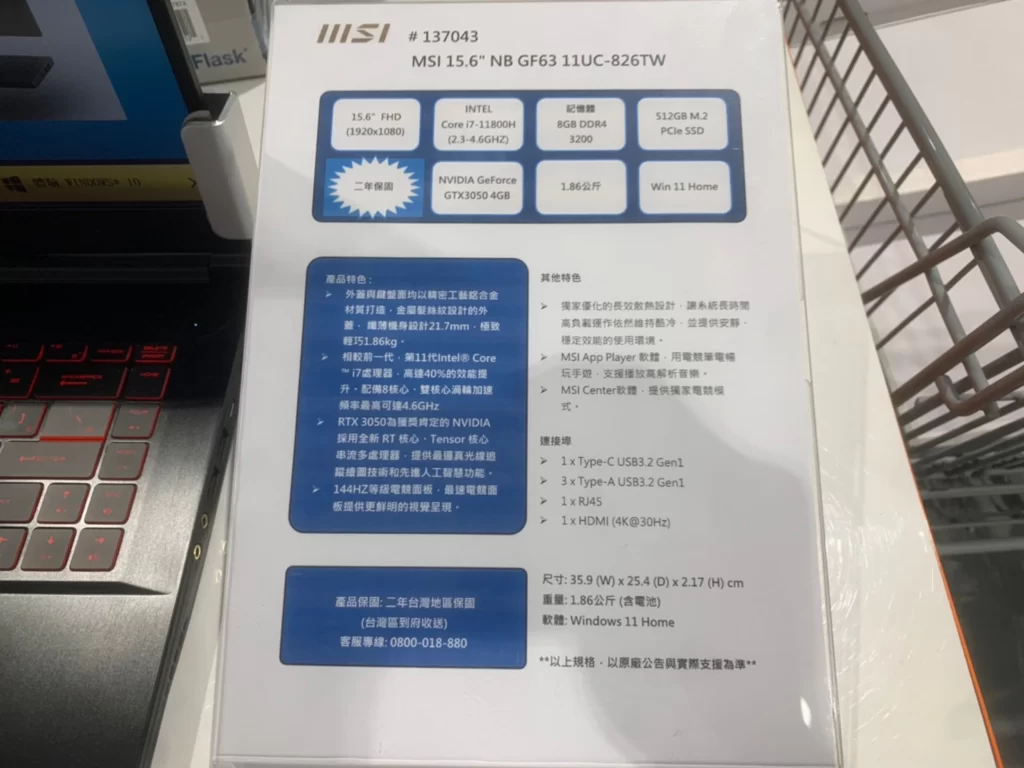 Flask
msi # 137043
MSI 15.6" NB GF63 11UC-826TW
15.6" FHD
(1920x1080)
INTEL
Core i7-11800H
(2.3-4.6GHZ)
記憶體
8GB DDR4
3200
512GB M.2
PCIe SSD
二年保固
NVIDIA GeForce
GTX3050 4GB
1.86公斤
Win 11 Home
產品特色:
➢ 外蓋與鍵盤面均以精密工藝鋁合金
材質打造，金屬髮絲紋設計的外
蓋，纖薄機身設計21.7mm，極致
輕巧1.86kg。
➢ 相較前一代，第11代Intel® Core
™ i7處理器，高達40%的效能提
升。配備8核心，雙核心渦輪加速
頻率最高可達4.6GHz
➢ RTX 3050為獲獎肯定的 NVIDIA
採用全新 RT 核心、Tensor 核心
串流多處理器，提供最逼真光線追
蹤繪圖技術和先進人工智慧功能。
➢ 144HZ等級電競面板，最速電競面
板提供更鮮明的視覺呈現。
其他特色
➢ 獨家優化的長效散熱設計，讓系統長時間
高負載運作依然維持酷冷，並提供安靜，
穩定效能的使用環境。
➢ MSI App Player 軟體，用電競筆電暢
玩手遊，支援播放高解析音樂。
➢ MSI Center軟體，提供獨家電競模
式。
連接埠
➢ 1 x Type-C USB3.2 Gen1
➢ 3 x Type-A USB3.2 Gen1
➢ 1 x RJ45
➢ 1 x HDMI (4K@30Hz)
產品保固: 二年台灣地區保固
(台灣區到府收送)
客服專線: 0800-018-880
尺寸: 35.9 (W) x 25.4 (D) x 2.17 (H) cm
重量: 1.86公斤 (含電池)
軟體: Windows 11 Home
**以上規格，以原廠公告與實際支援為準**